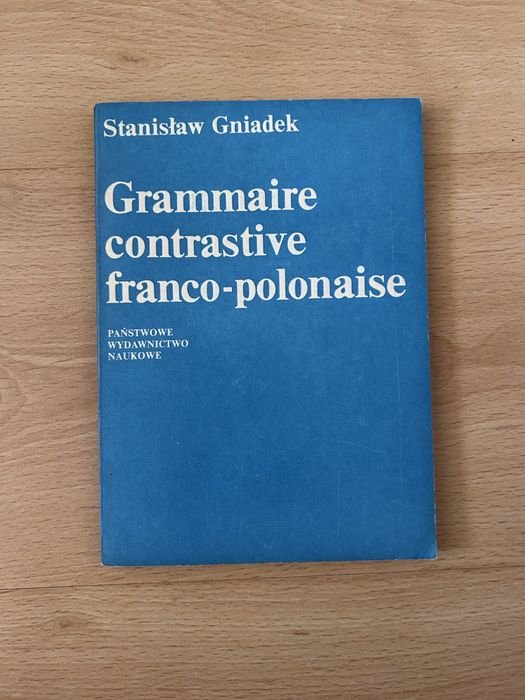 Stanisław Gniadek
Grammaire
contrastive
franco-polonaise
PAŃSTWOWE
WYDAWNICTWO
NAUKOWE